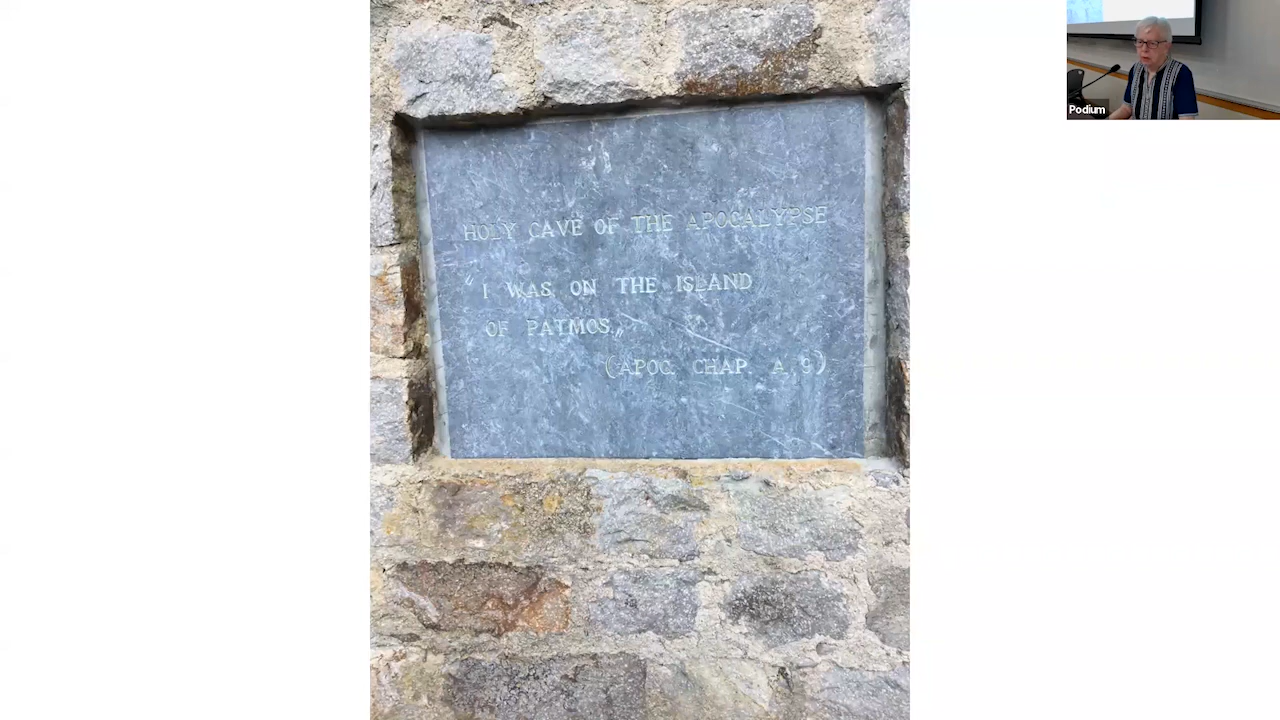 HOLY CAVE OF THE APOCALYPSE
"I WAS ON THE ISLAND
OF PATMOS„
(APOC. CHAP. A,9)
Podium